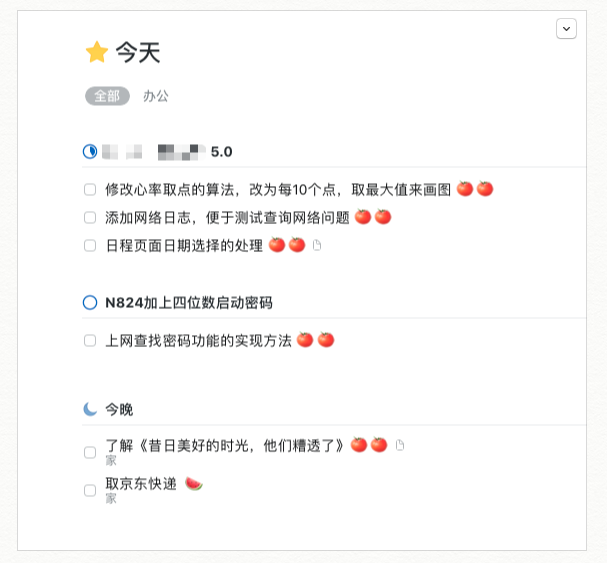 今天
全部 办公
5.0
修改心率取点的算法，改为每10个点，取最大值来画图
添加网络日志，便于测试查询网络问题
日程页面日期选择的处理
N824加上四位数启动密码
上网查找密码功能的实现方法
今晚
了解《昔日美好的时光，他们糟透了》
家
取京东快递
家